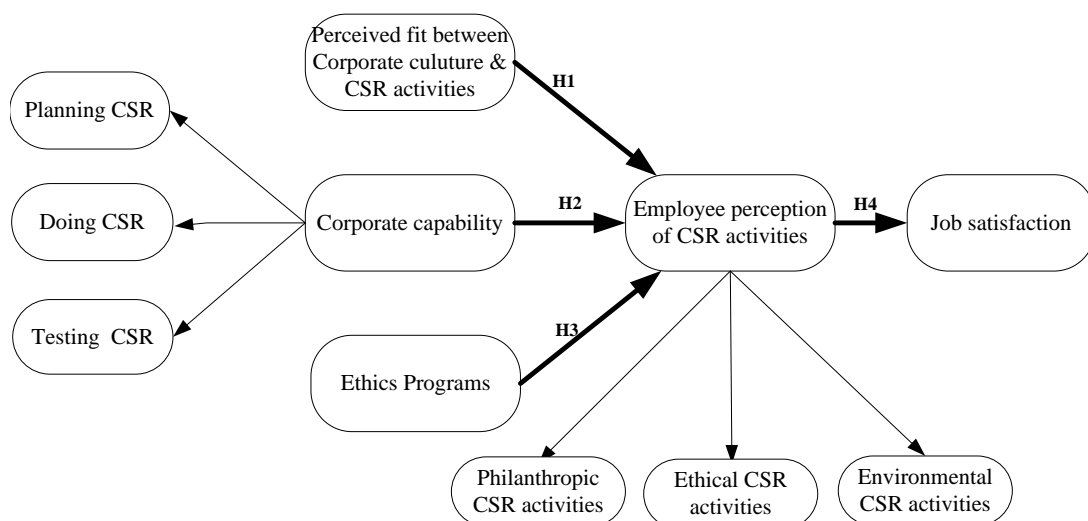 Perceived fit between
Corporate culuture &
CSR activities
H1
Planning CSR
Doing CSR
Testing CSR
Corporate capability
H2
Employee perception
of CSR activities
H4
Job satisfaction
H3
Ethics Programs
Philanthropic
CSR activities
Ethical CSR
activities
Environmental
CSR activities